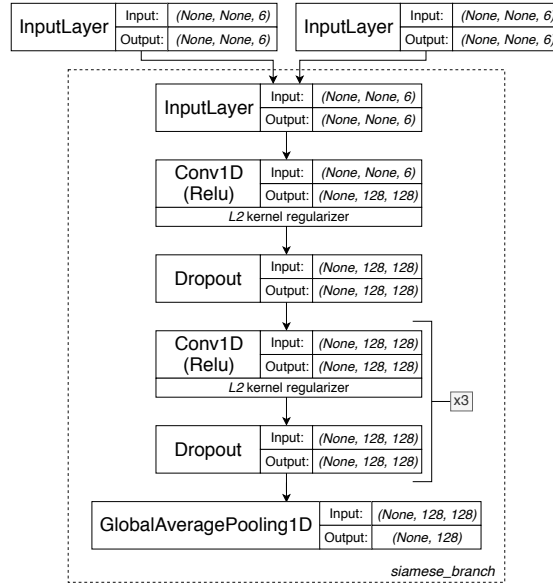 InputLayer Input: (None, None, 6)
Output: (None, None, 6)
InputLayer Input: (None, None, 6)
Output: (None, None, 6)
InputLayer Input: (None, None, 6)
Output: (None, None, 6)
Conv1D (Relu) Input: (None, None, 6)
Output: (None, 128, 128)
L2 kernel regularizer
Dropout Input: (None, 128, 128)
Output: (None, 128, 128)
Conv1D (Relu) Input: (None, 128, 128)
Output: (None, 128, 128)
L2 kernel regularizer
x3
Dropout Input: (None, 128, 128)
Output: (None, 128, 128)
GlobalAveragePooling1D Input: (None, 128, 128)
Output: (None, 128)
siamese_branch